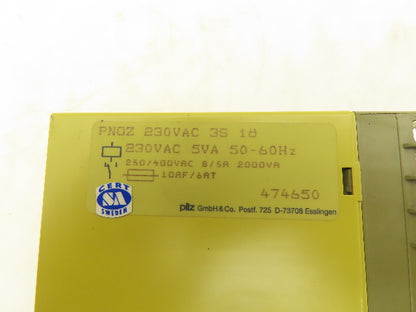 PNOZ 230VAC 3S 1Ö
230VAC 5VA 50-60Hz
250/400VAC 8/5A 2000VA
10AF/6AT
CERT
SWEDEN
474650
pilz GmbH & Co. Postf. 725 D-73708 Esslingen